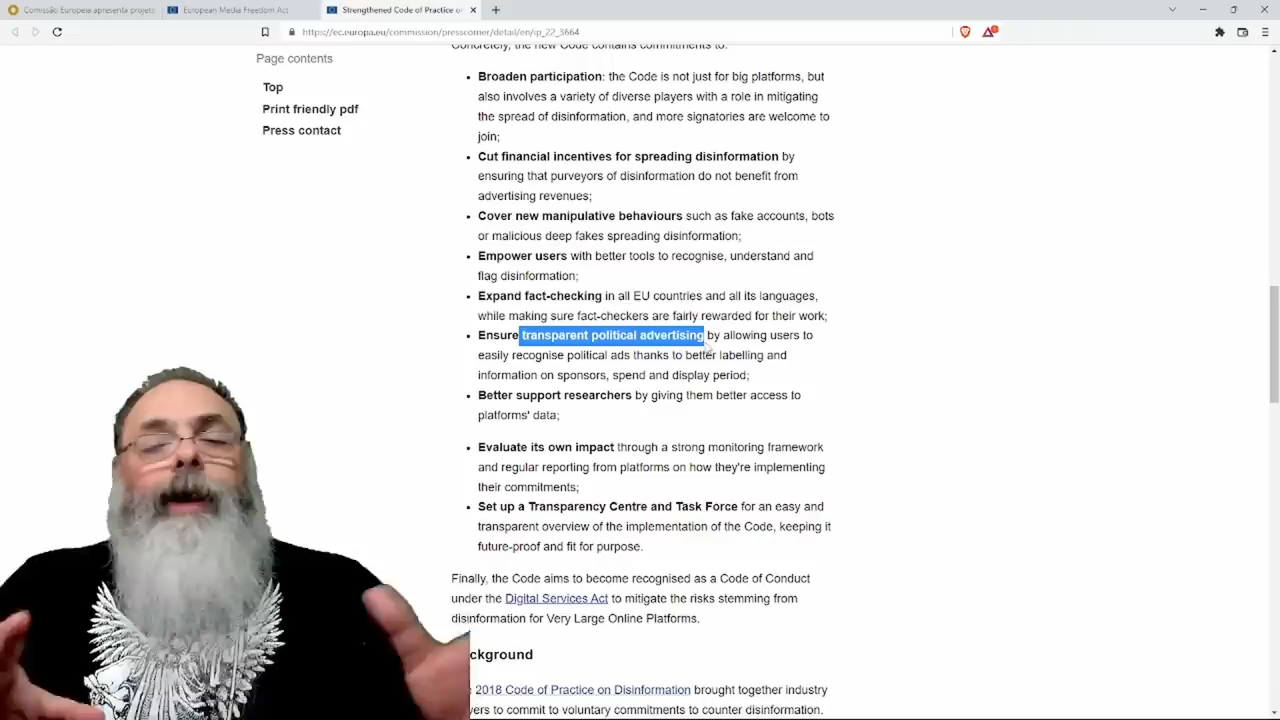 Comissão Europeia apresenta projeto
European Media Freedom Act
Strengthened Code of Practice on
https://ec.europa.eu/commission/presscorner/detail/en/ip_22_3664
Page contents
Top
Print friendly pdf
Press contact
Concretely, the new Code contains commitments to:
• Broaden participation: the Code is not just for big platforms, but
also involves a variety of diverse players with a role in mitigating
the spread of disinformation, and more signatories are welcome to
join;
• Cut financial incentives for spreading disinformation by
ensuring that purveyors of disinformation do not benefit from
advertising revenues;
• Cover new manipulative behaviours such as fake accounts, bots
or malicious deep fakes spreading disinformation;
• Empower users with better tools to recognise, understand and
flag disinformation;
• Expand fact-checking in all EU countries and all its languages,
while making sure fact-checkers are fairly rewarded for their work;
• Ensure transparent political advertising by allowing users to
easily recognise political ads thanks to better labelling and
information on sponsors, spend and display period;
• Better support researchers by giving them better access to
platforms' data;
• Evaluate its own impact through a strong monitoring framework
and regular reporting from platforms on how they're implementing
their commitments;
• Set up a Transparency Centre and Task Force for an easy and
transparent overview of the implementation of the Code, keeping it
future-proof and fit for purpose.
Finally, the Code aims to become recognised as a Code of Conduct
under the Digital Services Act to mitigate the risks stemming from
disinformation for Very Large Online Platforms.
ckground
2018 Code of Practice on Disinformation brought together industry
yers to commit to voluntary commitments to counter disinformation.